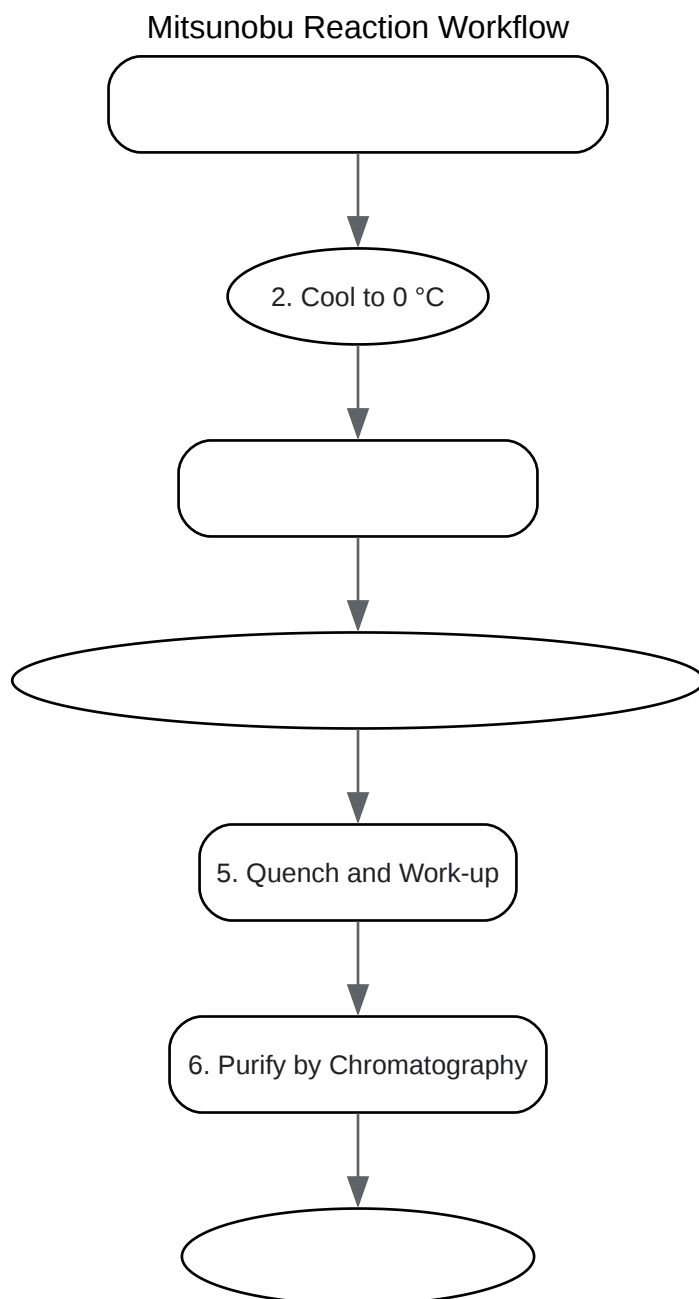 Mitsunobu Reaction Workflow
2. Cool to 0 °C
5. Quench and Work-up
6. Purify by Chromatography